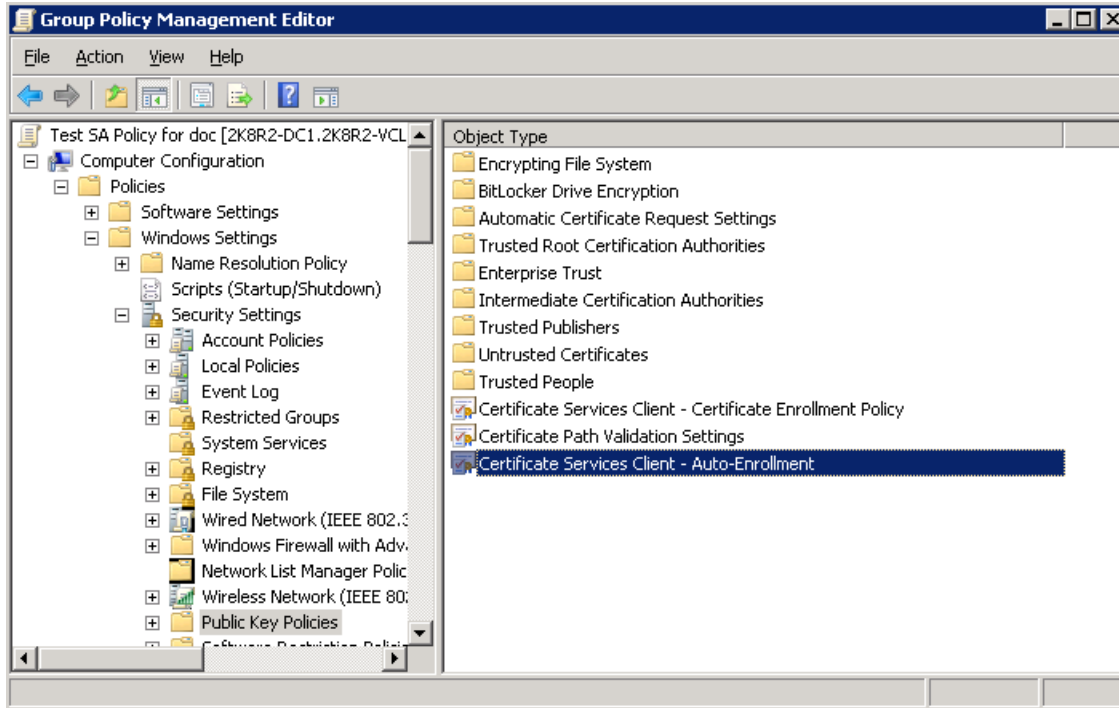 Group Policy Management Editor
File Action View Help
Test SA Policy for doc [2K8R2-DC1.2K8R2-VCL
Computer Configuration
Policies
Software Settings
Windows Settings
Name Resolution Policy
Scripts (Startup/Shutdown)
Security Settings
Account Policies
Local Policies
Event Log
Restricted Groups
System Services
Registry
File System
Wired Network (IEEE 802.3
Windows Firewall with Adv
Network List Manager Polic
Wireless Network (IEEE 80
Public Key Policies
Software Restriction Policie
Object Type
Encrypting File System
BitLocker Drive Encryption
Automatic Certificate Request Settings
Trusted Root Certification Authorities
Enterprise Trust
Intermediate Certification Authorities
Trusted Publishers
Untrusted Certificates
Trusted People
Certificate Services Client - Certificate Enrollment Policy
Certificate Path Validation Settings
Certificate Services Client - Auto-Enrollment